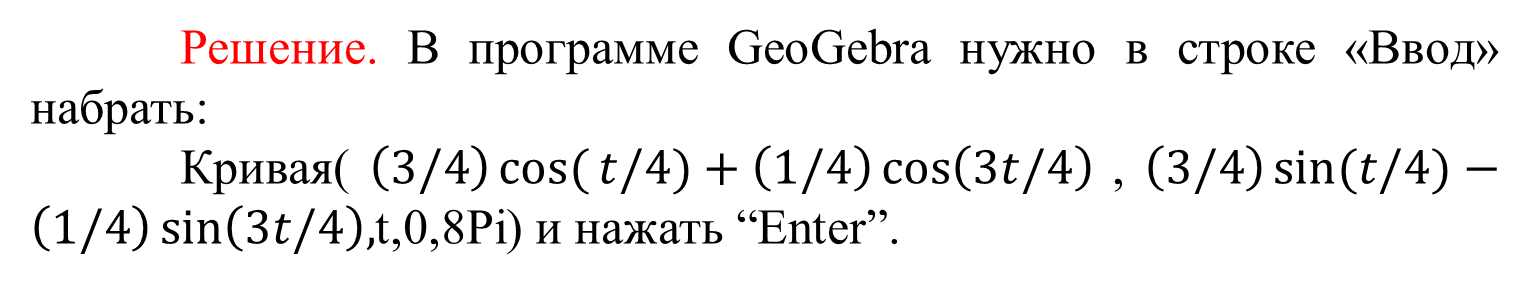 Решение. В программе GeoGebra нужно в строке «Ввод»
набрать:
Кривая( (3/4) cos( t/4) + (1/4) cos(3t/4) , (3/4) sin(t/4) −
(1/4) sin(3t/4),t,0,8Pi) и нажать “Enter”.